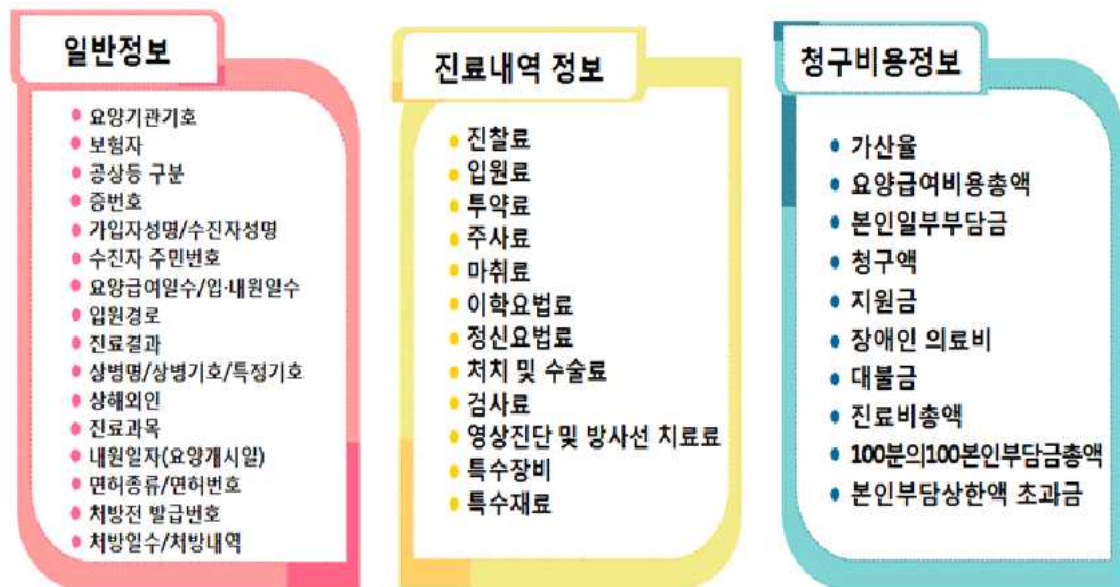 일반정보
요양기관기호
보험자
공상등 구분
증번호
가입자성명/수진자성명
수진자 주민번호
요양급여일수/입·내원일수
입원경로
진료결과
상병명/상병기호/특정기호
상해외인
진료과목
내원일자(요양개시일)
면허종류/면허번호
처방전 발급번호
처방일수/처방내역
진료내역 정보
진찰료
입원료
투약료
주사료
마취료
이학요법료
정신요법료
처치 및 수술료
검사료
영상진단 및 방사선 치료료
특수장비
특수재료
청구비용정보
가산율
요양급여비용총액
본인일부부담금
청구액
지원금
장애인 의료비
대불금
진료비총액
100분의100본인부담금총액
본인부담상한액 초과금